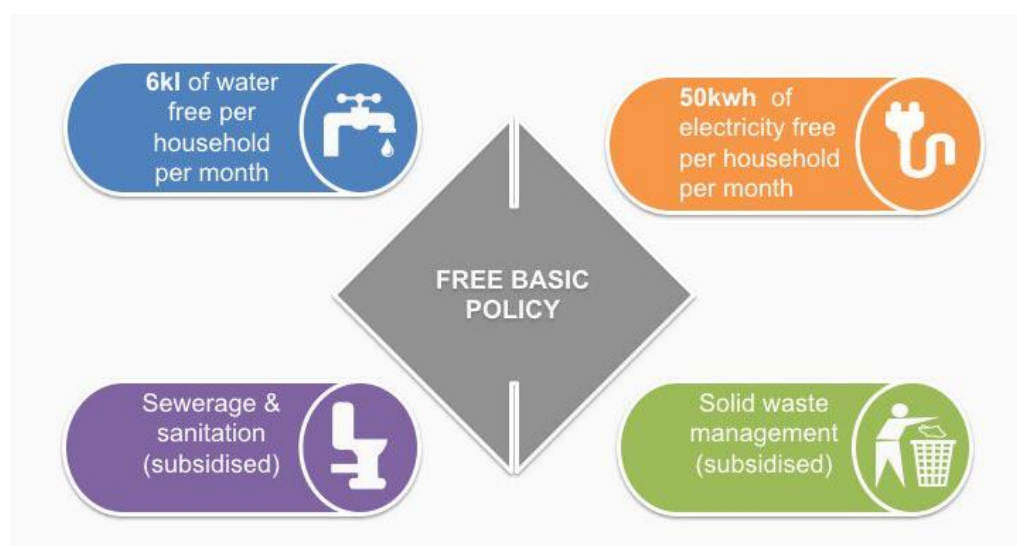 6kl of water
free per
household
per month
50kwh of
electricity free
per household
per month
FREE BASIC
POLICY
Sewerage &
sanitation
(subsidised)
Solid waste
management
(subsidised)